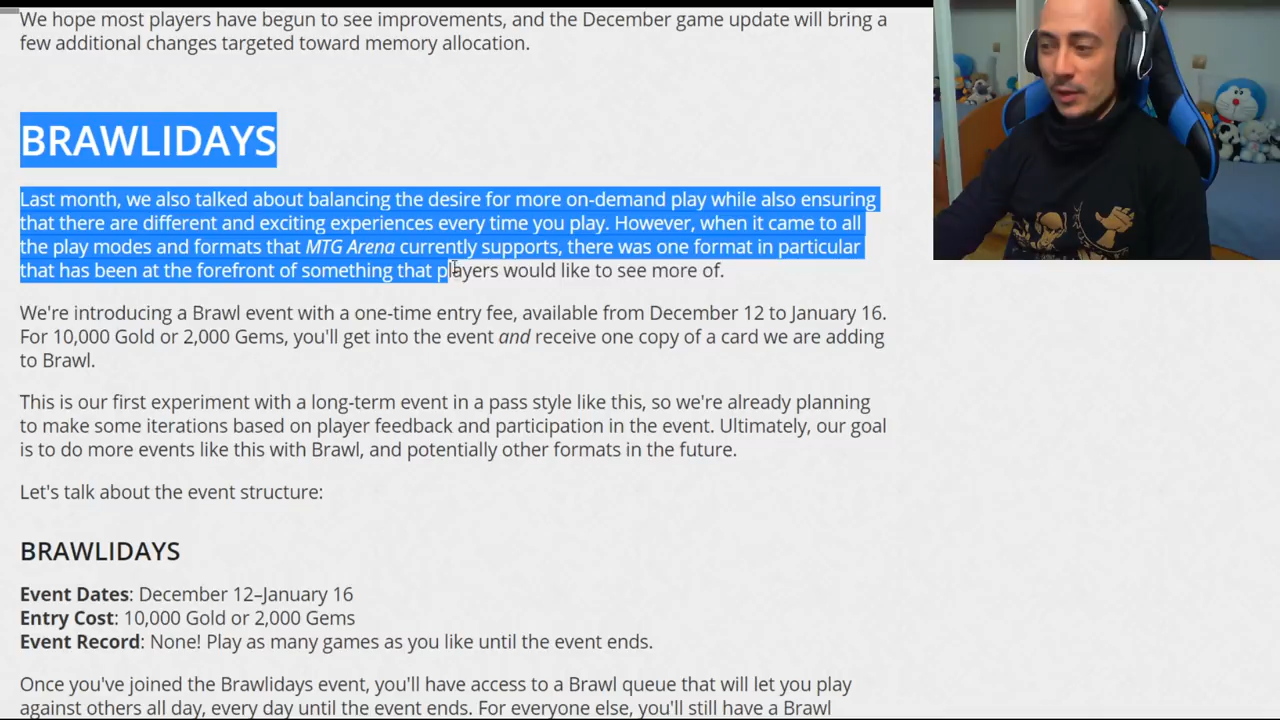 We hope most players have begun to see improvements, and the December game update will bring a
few additional changes targeted toward memory allocation.
BRAWLIDAYS
Last month, we also talked about balancing the desire for more on-demand play while also ensuring
that there are different and exciting experiences every time you play. However, when it came to all
the play modes and formats that MTG Arena currently supports, there was one format in particular
that has been at the forefront of something that players would like to see more of.
We're introducing a Brawl event with a one-time entry fee, available from December 12 to January 16.
For 10,000 Gold or 2,000 Gems, you'll get into the event and receive one copy of a card we are adding
to Brawl.
This is our first experiment with a long-term event in a pass style like this, so we're already planning
to make some iterations based on player feedback and participation in the event. Ultimately, our goal
is to do more events like this with Brawl, and potentially other formats in the future.
Let's talk about the event structure:
BRAWLIDAYS
Event Dates: December 12–January 16
Entry Cost: 10,000 Gold or 2,000 Gems
Event Record: None! Play as many games as you like until the event ends.
Once you've joined the Brawlidays event, you'll have access to a Brawl queue that will let you play
against others all day, every day until the event ends. For everyone else, you'll still have a Brawl